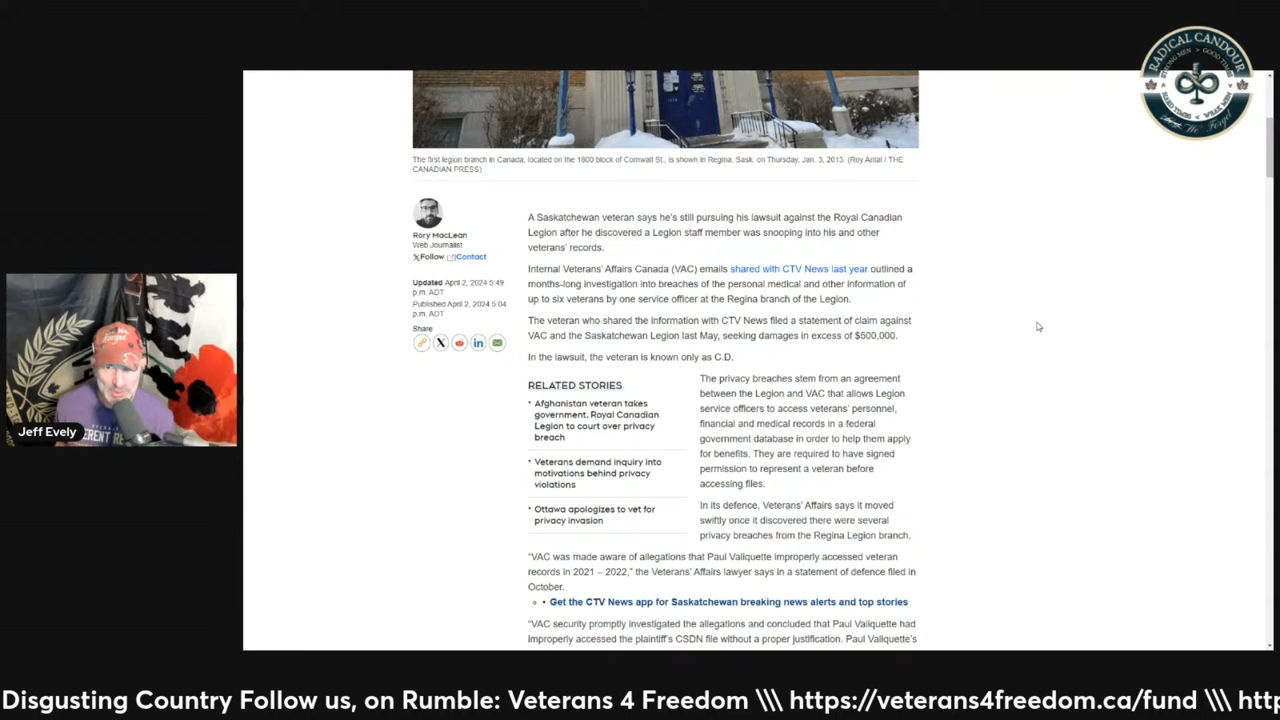 RADICAL CANDOUR
STRONG MEN > GOOD TIMES
HARD TIMES < WEAK MEN
The first legion branch in Canada, located on the 1800 block of Cornwall St., is shown in Regina, Sask. on Thursday, Jan. 3, 2013. (Roy Antal / THE
CANADIAN PRESS)
Rory MacLean
Web Journalist
Follow Contact
Updated April 2, 2024 5:49
p.m. ADT
Published April 2, 2024 5:04
p.m. ADT
Share
A Saskatchewan veteran says he's still pursuing his lawsuit against the Royal Canadian
Legion after he discovered a Legion staff member was snooping into his and other
veterans' records.
Internal Veterans' Affairs Canada (VAC) emails shared with CTV News last year outlined a
months-long investigation into breaches of the personal medical and other information of
up to six veterans by one service officer at the Regina branch of the Legion.
The veteran who shared the information with CTV News filed a statement of claim against
VAC and the Saskatchewan Legion last May, seeking damages in excess of $500,000.
In the lawsuit, the veteran is known only as C.D.
RELATED STORIES
Afghanistan veteran takes
government, Royal Canadian
Legion to court over privacy
breach
Veterans demand inquiry into
motivations behind privacy
violations
Ottawa apologizes to vet for
privacy invasion
The privacy breaches stem from an agreement
between the Legion and VAC that allows Legion
service officers to access veterans' personnel,
financial and medical records in a federal
government database in order to help them apply
for benefits. They are required to have signed
permission to represent a veteran before
accessing files.
In its defence, Veterans' Affairs says it moved
swiftly once it discovered there were several
privacy breaches from the Regina Legion branch.
"VAC was made aware of allegations that Paul Valiquette improperly accessed veteran
records in 2021 – 2022," the Veterans' Affairs lawyer says in a statement of defence filed in
October.
• Get the CTV News app for Saskatchewan breaking news alerts and top stories
"VAC security promptly investigated the allegations and concluded that Paul Valiquette had
improperly accessed the plaintiff's CSDN file without a proper justification. Paul Valiquette's
Jeff Evely
Disgusting Country Follow us, on Rumble: Veterans 4 Freedom \\\ https://veterans4freedom.ca/fund \\\ http